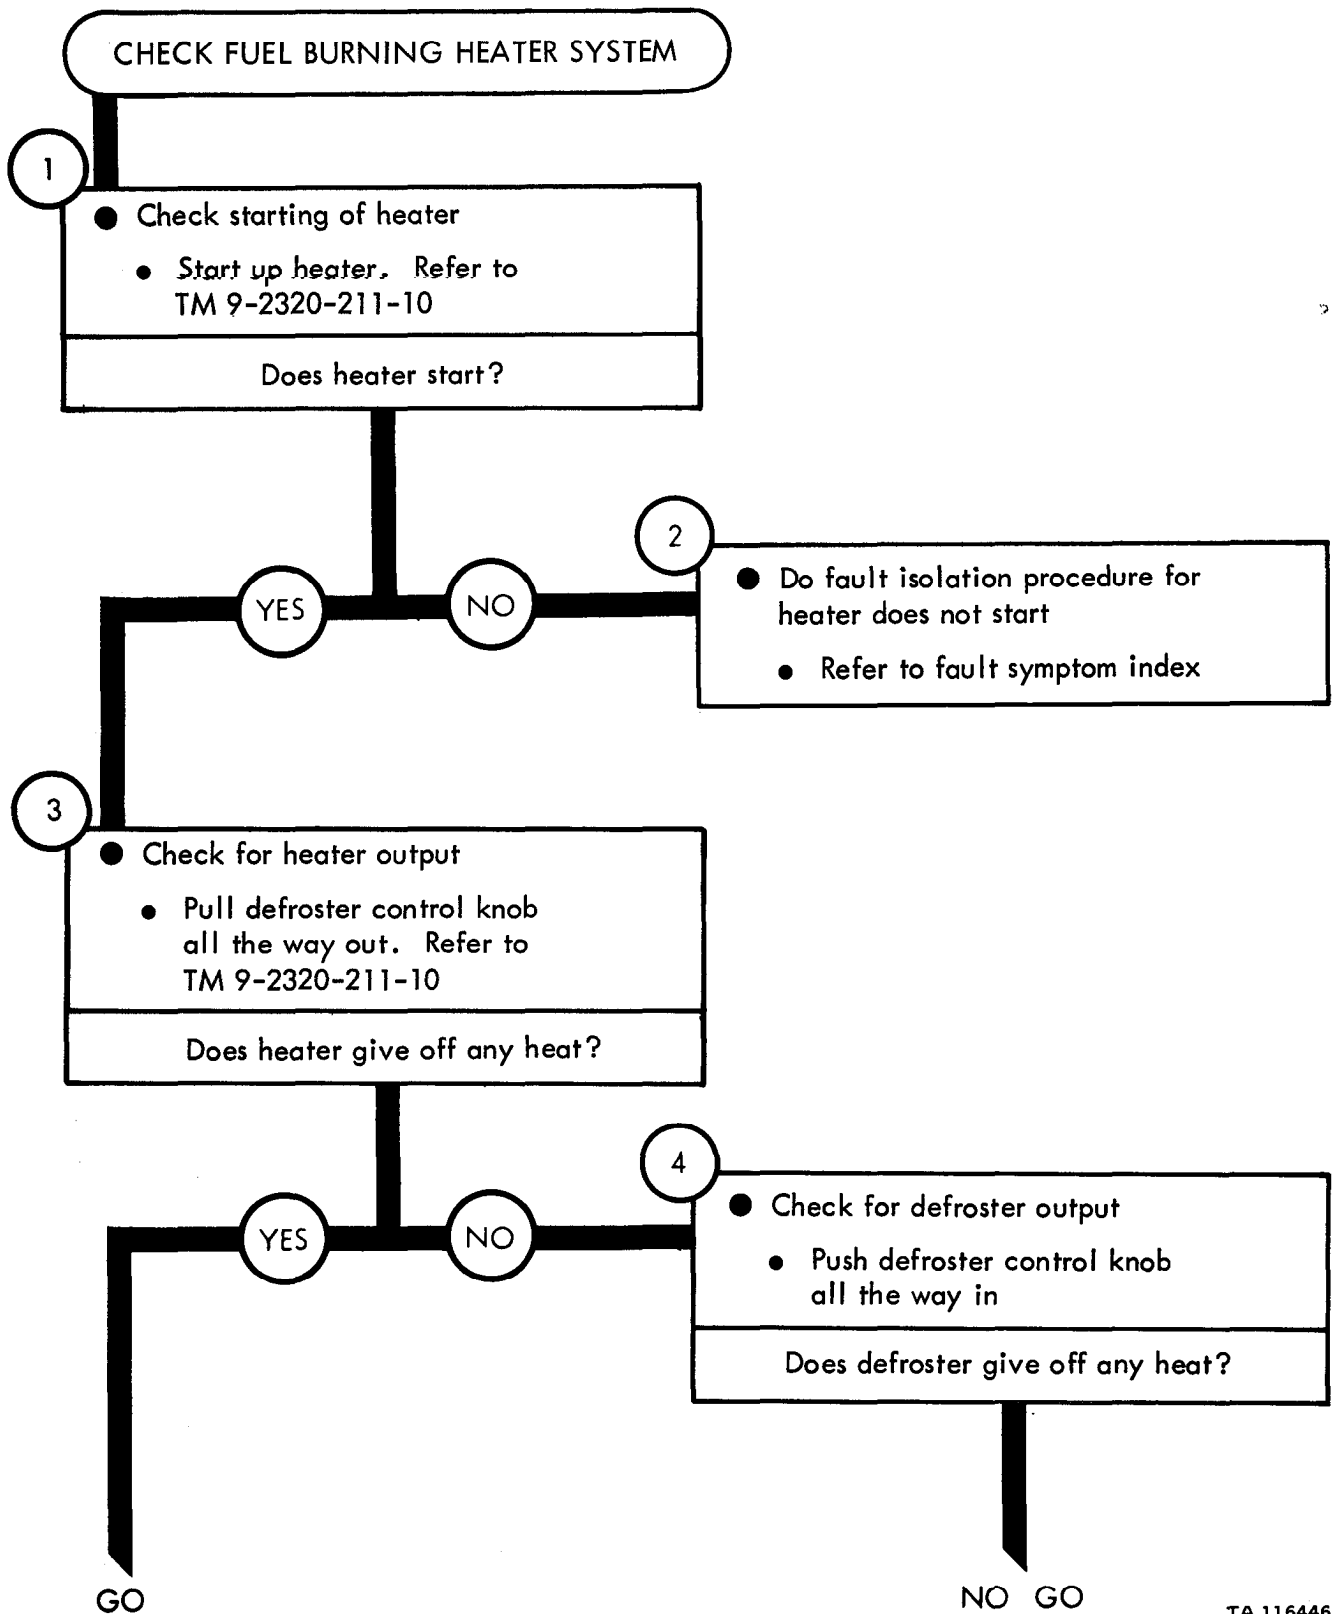 CHECK FUEL BURNING HEATER SYSTEM
1
● Check starting of heater
● Start up heater. Refer to
TM 9-2320-211-10
Does heater start?
YES
NO
2
● Do fault isolation procedure for
heater does not start
● Refer to fault symptom index
3
● Check for heater output
● Pull defroster control knob
all the way out. Refer to
TM 9-2320-211-10
Does heater give off any heat?
YES
NO
4
● Check for defroster output
● Push defroster control knob
all the way in
Does defroster give off any heat?
GO
NO GO
TA 116446